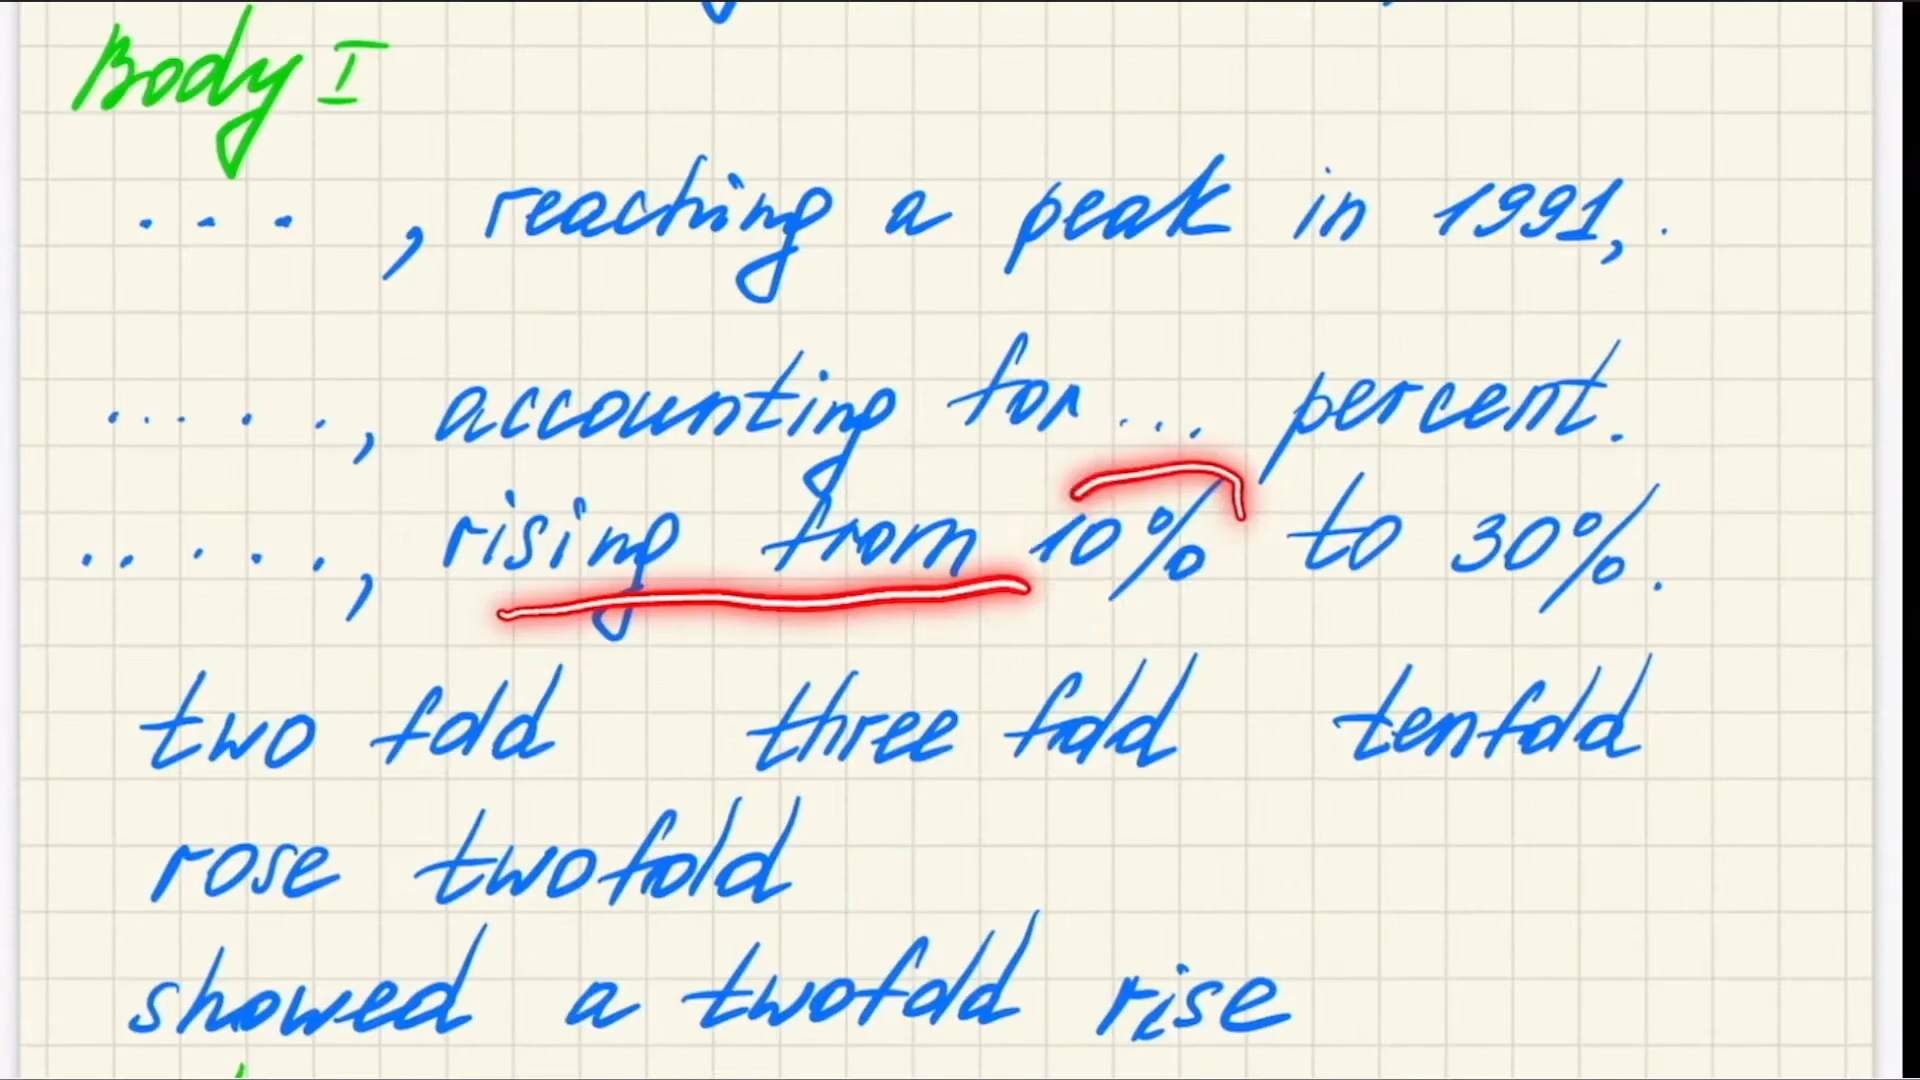 Body I
. . . , reaching a peak in 1991, .
. . . . . , accounting for ... percent.
. . . . . , rising from 10% to 30%.
two fold three fold tenfold
rose twofold
showed a twofold rise